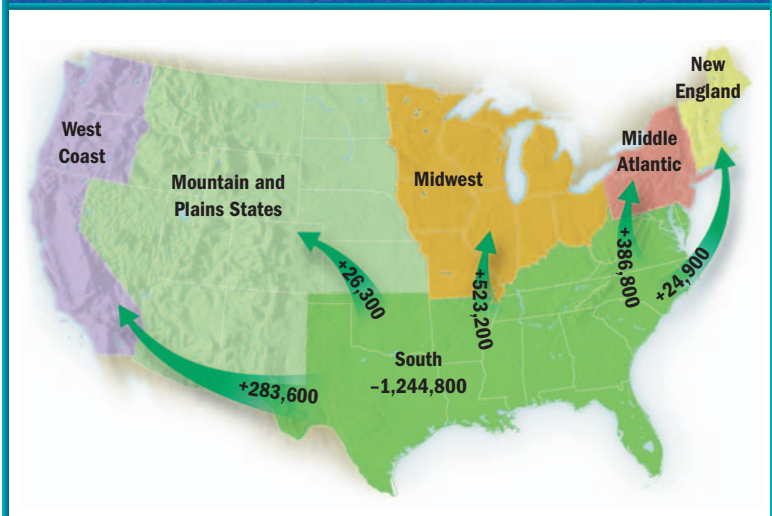 New
England
West
Coast
Middle
Atlantic
Mountain and
Plains States
Midwest
+26,300
+523,200
+386,800
+24,900
South
–1,244,800
+283,600